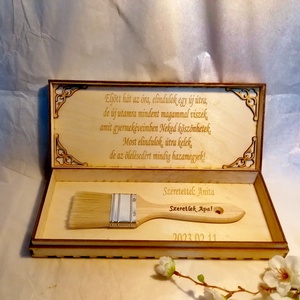 Eljött hát az óra, elindulok egy új útra,
de új utamra mindent magammal viszek,
amit gyermekéveimben Neked köszönhetek.
Most elindulok, útra kelek,
de az ölelésedért mindig hazamegyek!
Szeretettel: Anita
Szeretlek Apa!
2023.02.11.